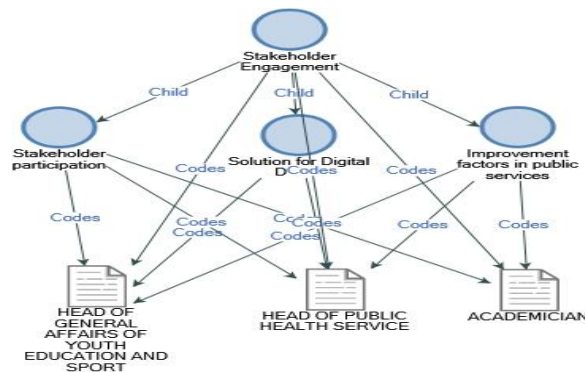 Stakeholder
Engagement
Child
Child
Child
Stakeholder
participation
Solution for Digital
D
Improvement
factors in public
services
Codes
Codes
Codes
Codes
Codes
Codes
Codes
Codes
Codes
Codes
HEAD OF
GENERAL
AFFAIRS OF
YOUTH
EDUCATION AND
SPORT
HEAD OF PUBLIC
HEALTH SERVICE
ACADEMICIAN